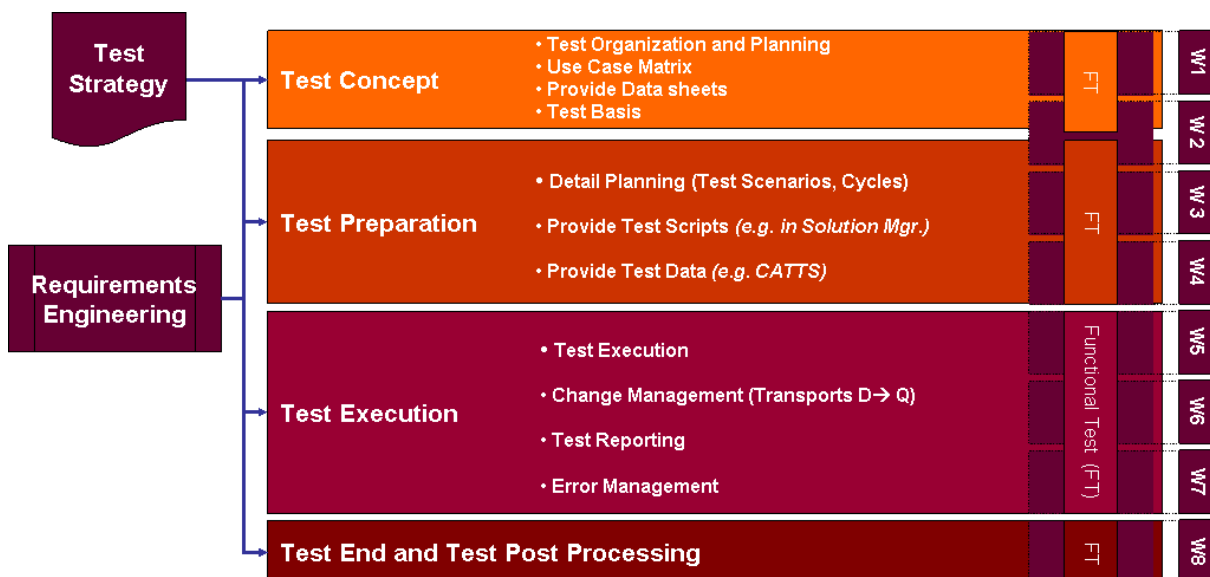 Test
Strategy
Requirements
Engineering
Test Concept
• Test Organization and Planning
• Use Case Matrix
• Provide Data sheets
• Test Basis
FT
Test Preparation
• Detail Planning (Test Scenarios, Cycles)
• Provide Test Scripts (e.g. in Solution Mgr.)
• Provide Test Data (e.g. CATTS)
FT
Test Execution
• Test Execution
• Change Management (Transports D→ Q)
• Test Reporting
• Error Management
Functional Test (FT)
Test End and Test Post Processing
FT
W1
W 2
W 3
W4
W5
W6
W7
W8